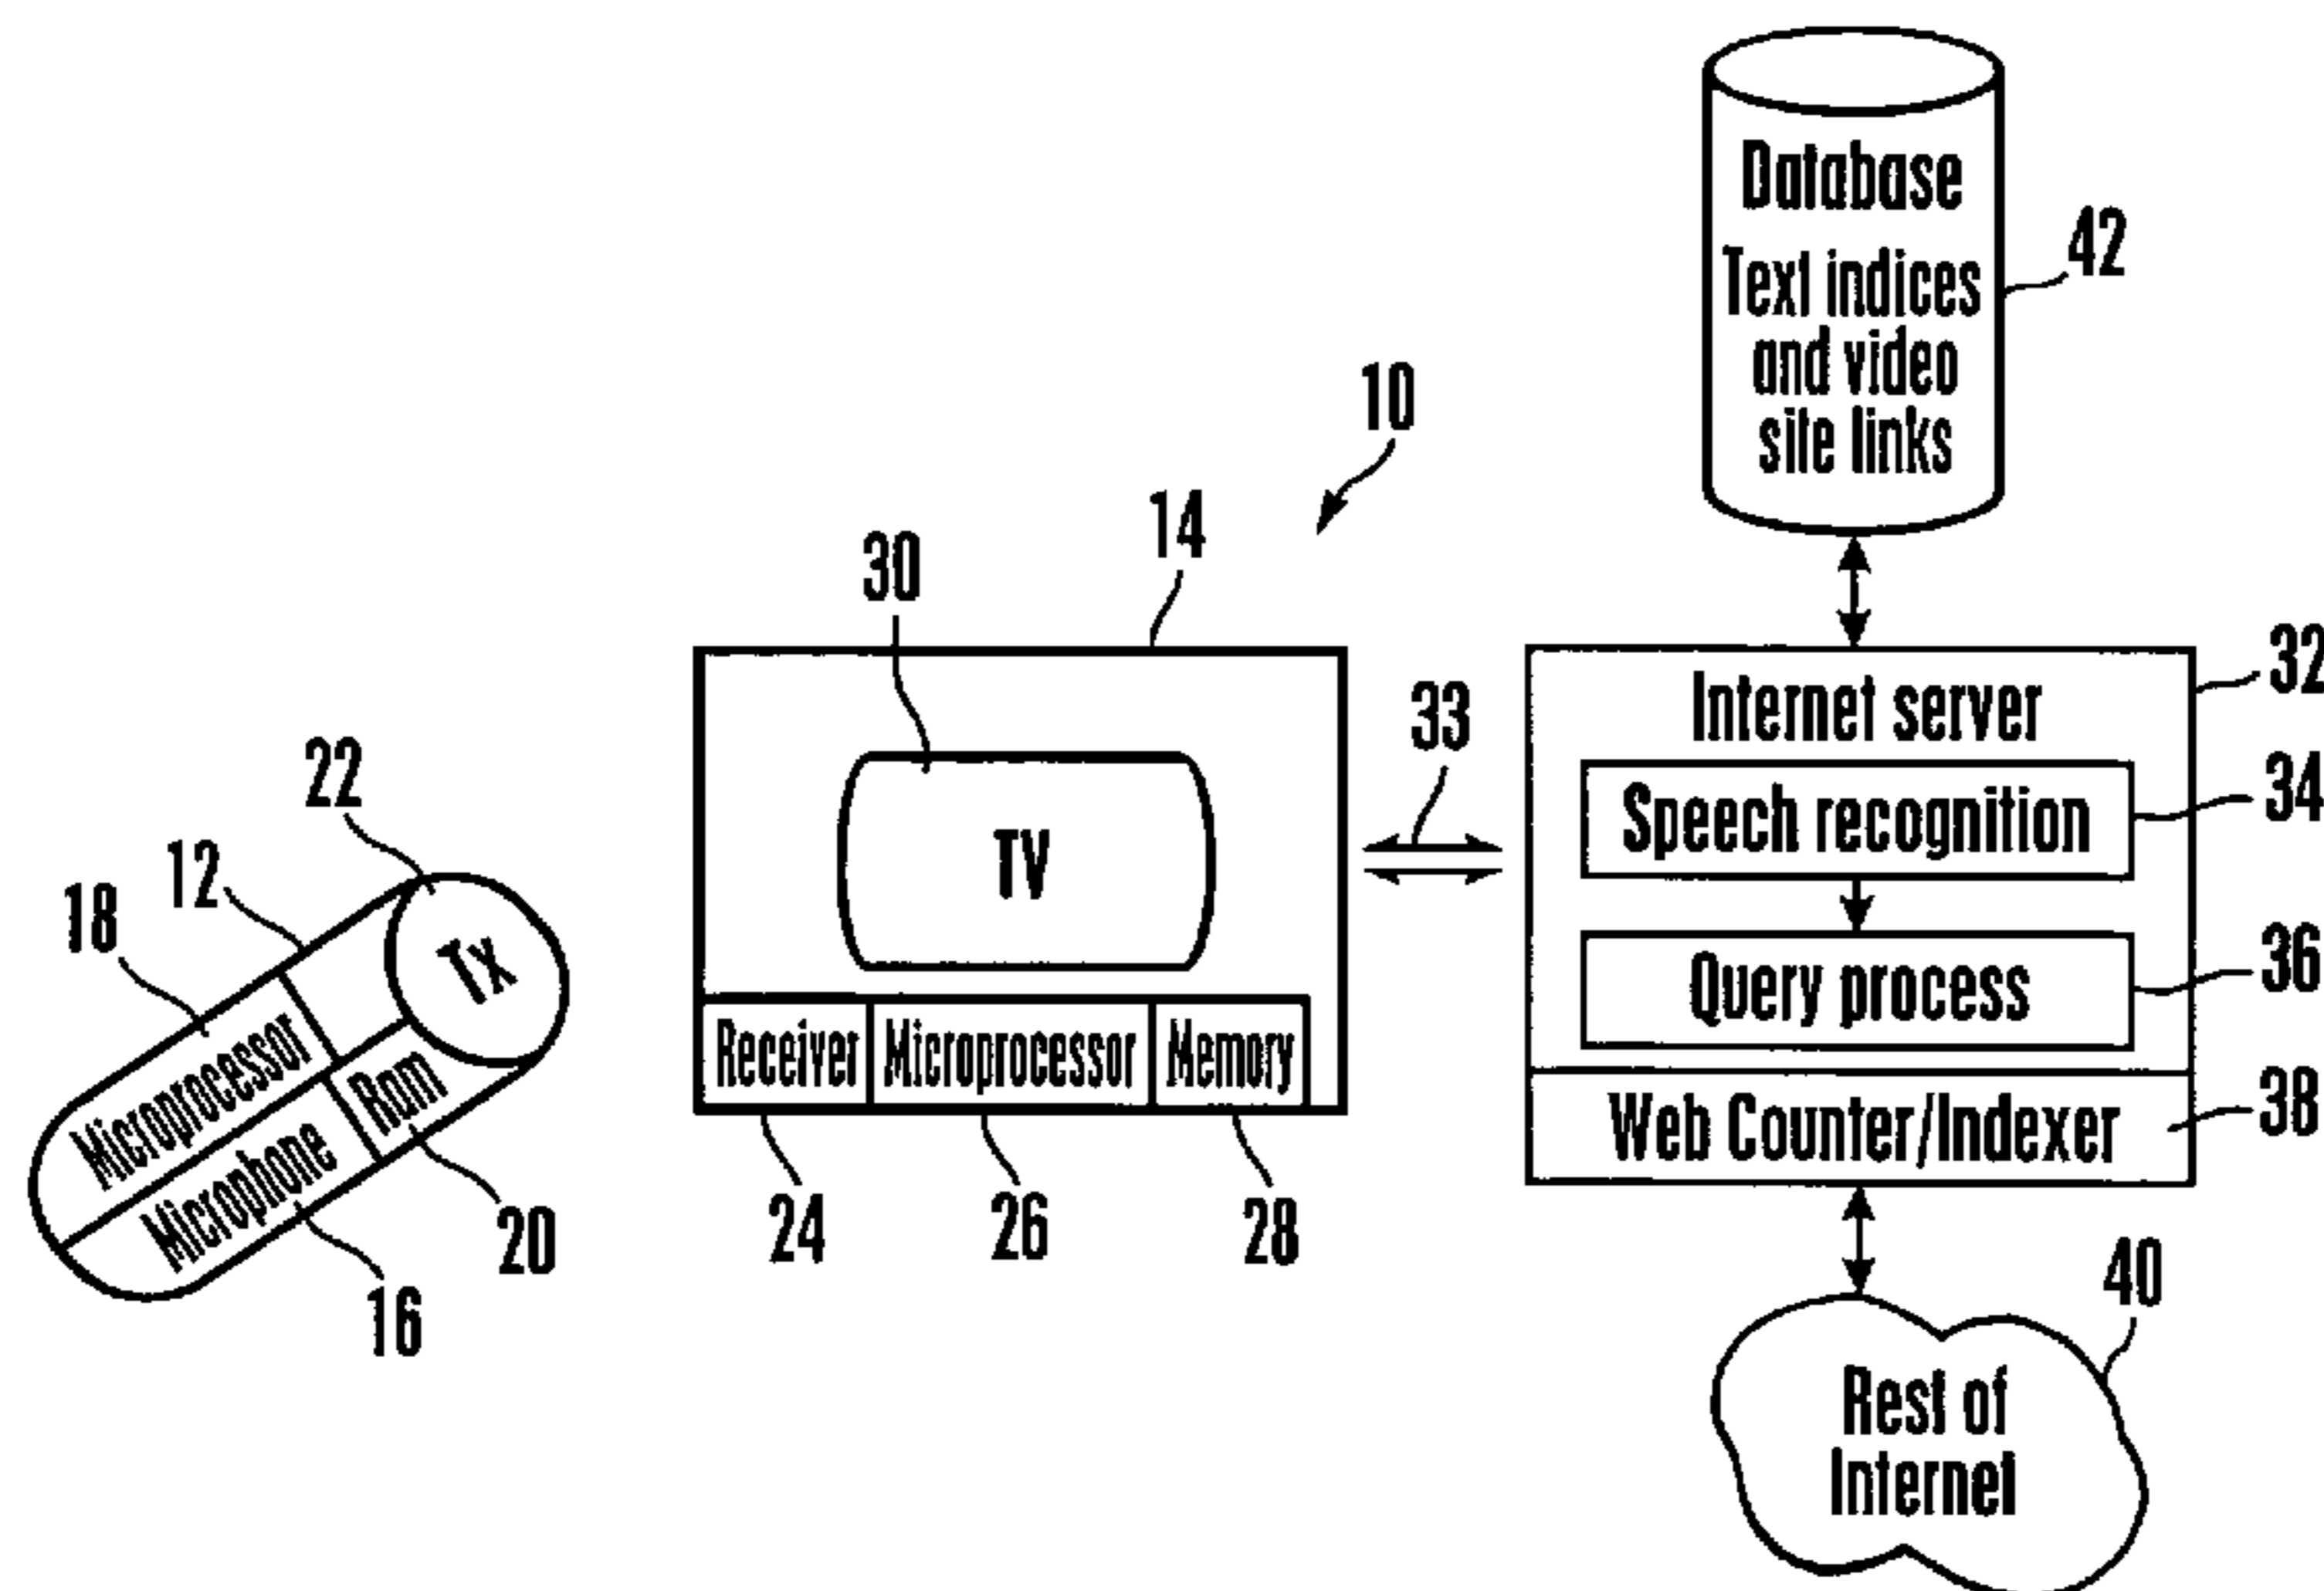 Database
Text indices
and video
site links
42
10
14
30
33
32
Internet server
34
Speech recognition
36
Query process
38
Web Counter/Indexer
TV
Receiver
Microprocessor
Memory
24
26
28
22
12
18
Tx
Microprocessor
Ram
Microphone
20
16
40
Rest of
Internet